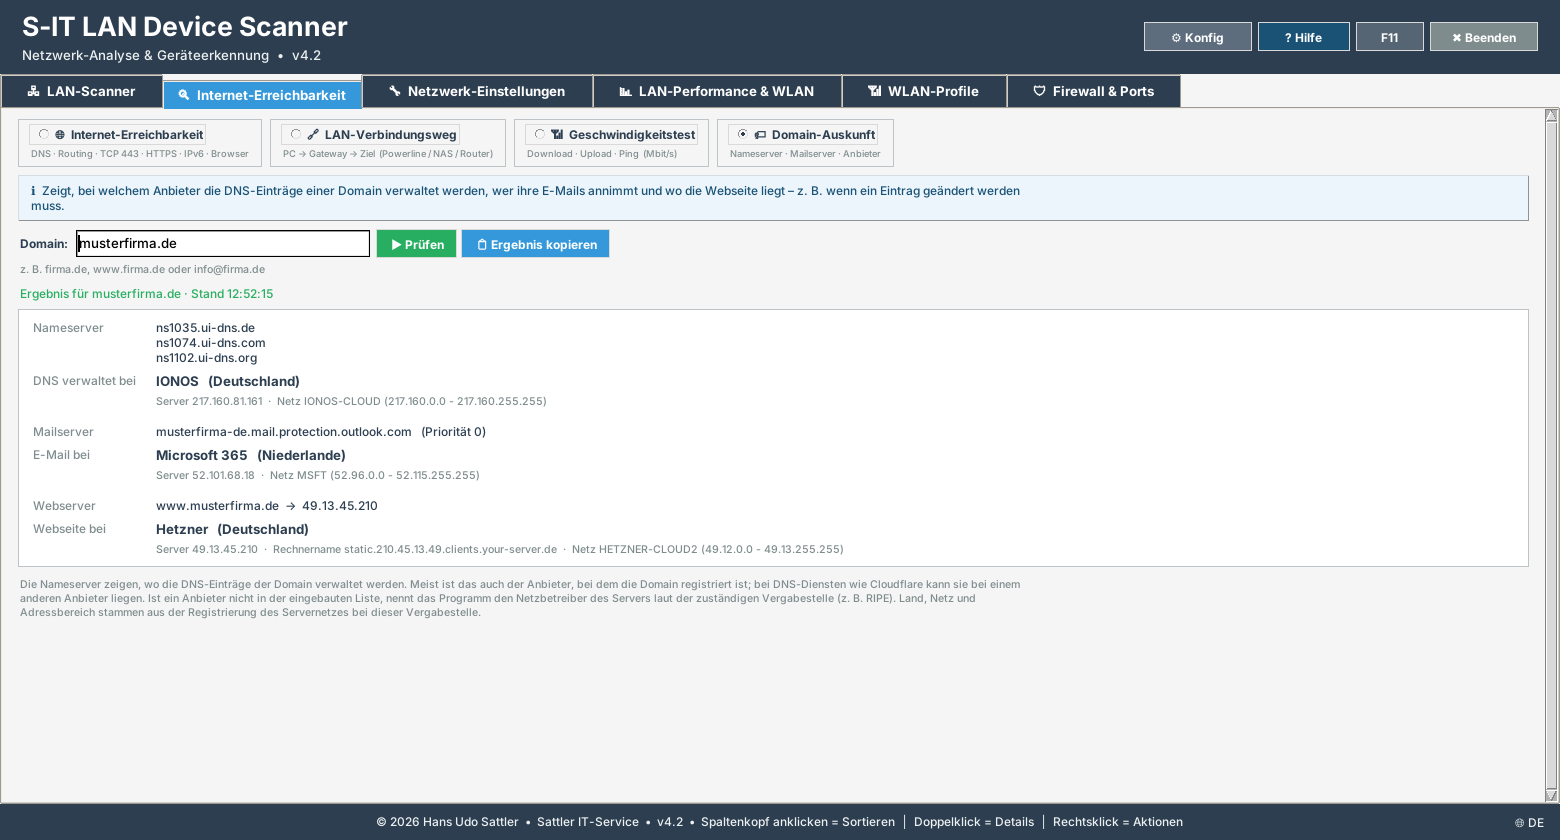 S-IT LAN Device Scanner
Netzwerk-Analyse & Geräteerkennung • v4.2
⚙ Konfig
? Hilfe
F11
✖ Beenden
LAN-Scanner
Internet-Erreichbarkeit
Netzwerk-Einstellungen
LAN-Performance & WLAN
WLAN-Profile
Firewall & Ports
Internet-Erreichbarkeit
DNS · Routing · TCP 443 · HTTPS · IPv6 · Browser
LAN-Verbindungsweg
PC → Gateway → Ziel (Powerline / NAS / Router)
Geschwindigkeitstest
Download · Upload · Ping (Mbit/s)
Domain-Auskunft
Nameserver · Mailserver · Anbieter
ℹ Zeigt, bei welchem Anbieter die DNS-Einträge einer Domain verwaltet werden, wer ihre E-Mails annimmt und wo die Webseite liegt – z. B. wenn ein Eintrag geändert werden
muss.
Domain: musterfirma.de ▶ Prüfen Ergebnis kopieren
z. B. firma.de, www.firma.de oder info@firma.de
Ergebnis für musterfirma.de · Stand 12:52:15
Nameserver ns1035.ui-dns.de
ns1074.ui-dns.com
ns1102.ui-dns.org
DNS verwaltet bei IONOS (Deutschland)
Server 217.160.81.161 · Netz IONOS-CLOUD (217.160.0.0 - 217.160.255.255)
Mailserver musterfirma-de.mail.protection.outlook.com (Priorität 0)
E-Mail bei Microsoft 365 (Niederlande)
Server 52.101.68.18 · Netz MSFT (52.96.0.0 - 52.115.255.255)
Webserver www.musterfirma.de → 49.13.45.210
Webseite bei Hetzner (Deutschland)
Server 49.13.45.210 · Rechnername static.210.45.13.49.clients.your-server.de · Netz HETZNER-CLOUD2 (49.12.0.0 - 49.13.255.255)
Die Nameserver zeigen, wo die DNS-Einträge der Domain verwaltet werden. Meist ist das auch der Anbieter, bei dem die Domain registriert ist; bei DNS-Diensten wie Cloudflare kann sie bei einem
anderen Anbieter liegen. Ist ein Anbieter nicht in der eingebauten Liste, nennt das Programm den Netzbetreiber des Servers laut der zuständigen Vergabestelle (z. B. RIPE). Land, Netz und
Adressbereich stammen aus der Registrierung des Servernetzes bei dieser Vergabestelle.
© 2026 Hans Udo Sattler • Sattler IT-Service • v4.2 • Spaltenkopf anklicken = Sortieren │ Doppelklick = Details │ Rechtsklick = Aktionen
🌐 DE